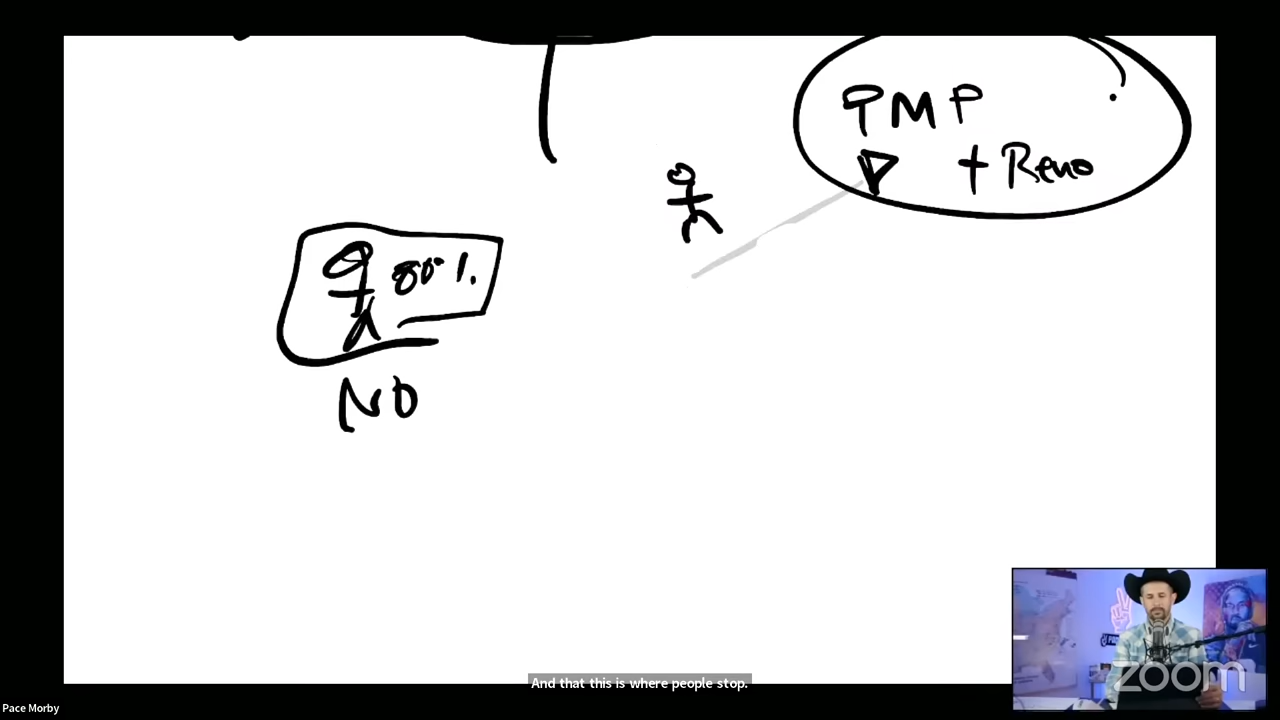 PMP
+ Reno
80%.
NO
And that this is where people stop.
zoom
Pace Morby